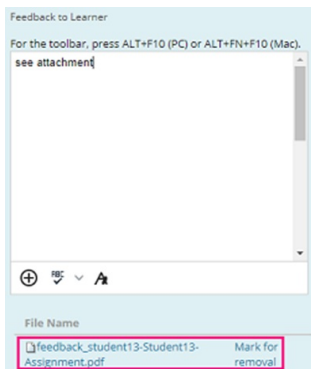 Feedback to Learner
For the toolbar, press ALT+F10 (PC) or ALT+FN+F10 (Mac).
see attachment
ABC
A
File Name
feedback_student13-Student13- Mark for
Assignment.pdf removal